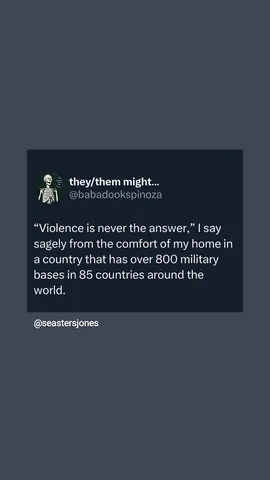 they/them might...
@babadookspinoza
“Violence is never the answer,” I say
sagely from the comfort of my home in
a country that has over 800 military
bases in 85 countries around the
world.
@seastersjones